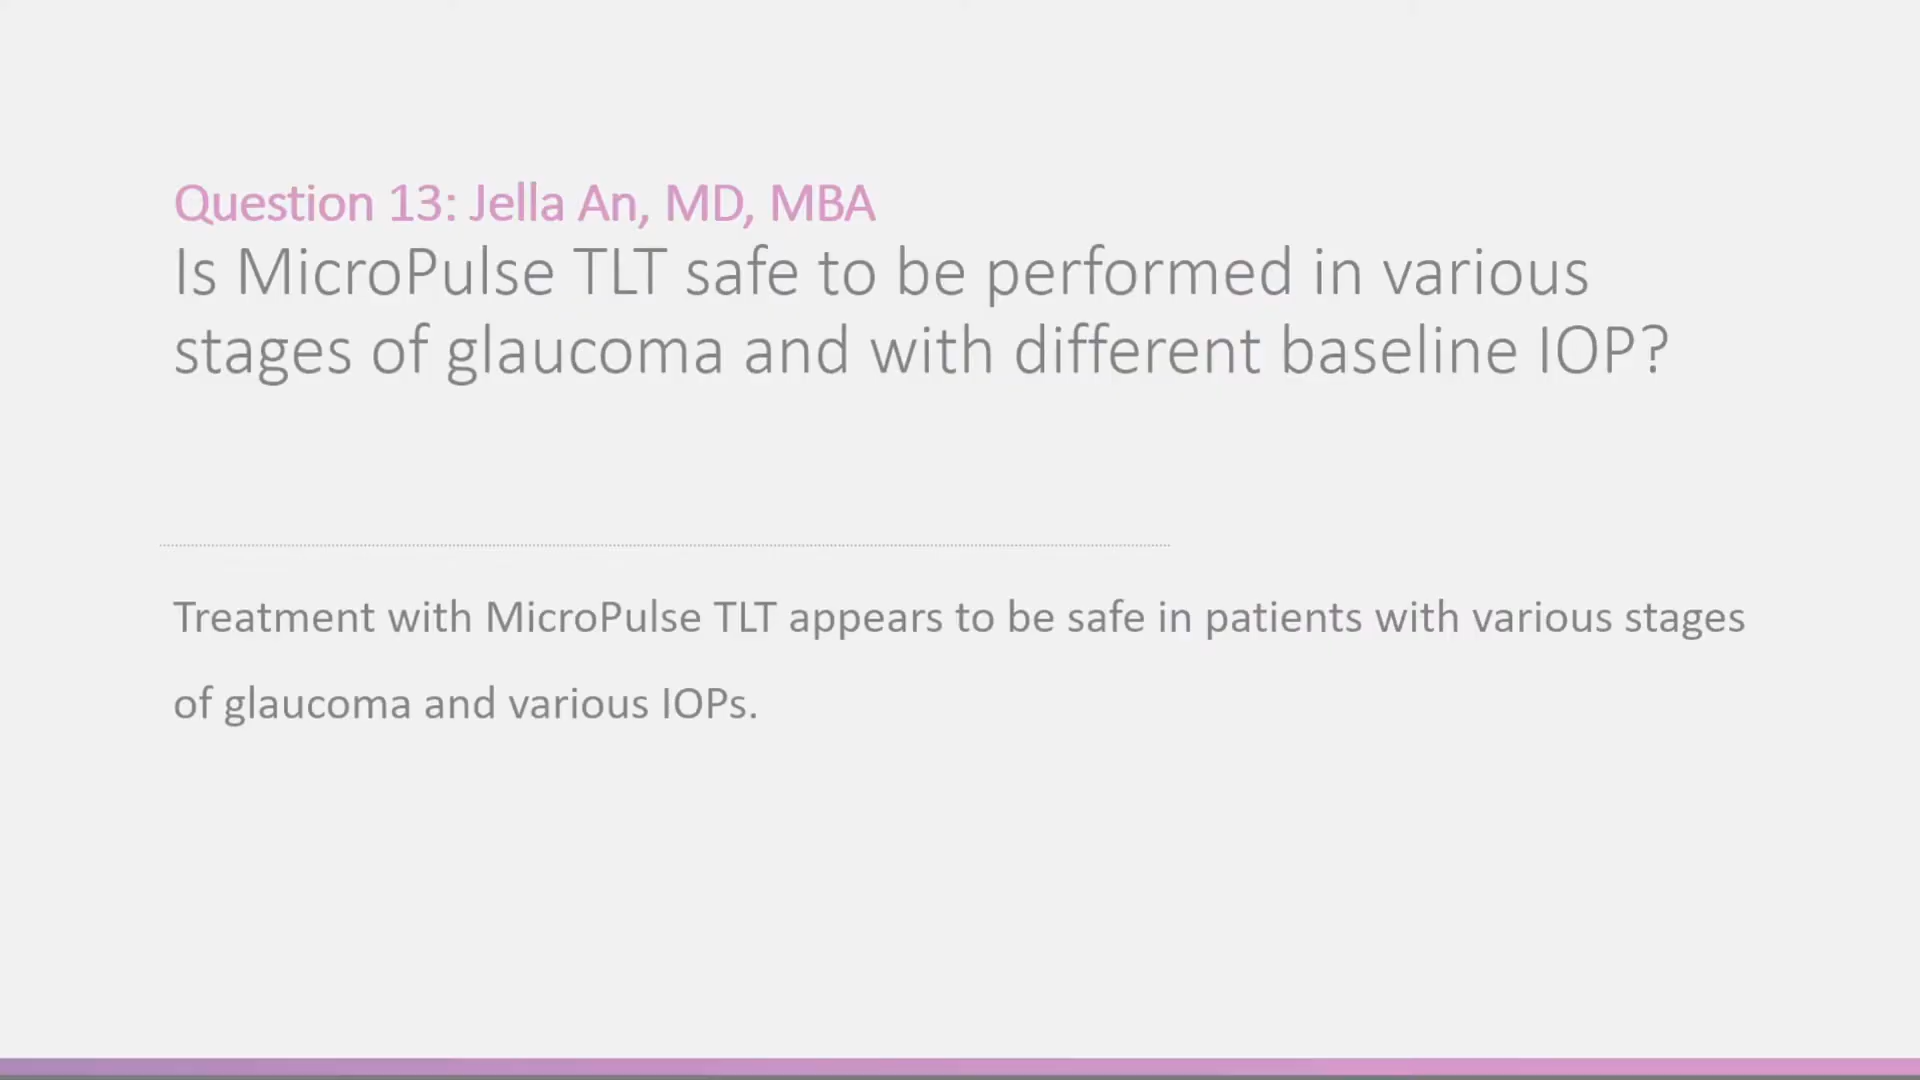 Question 13: Jella An, MD, MBA
Is MicroPulse TLT safe to be performed in various
stages of glaucoma and with different baseline IOP?
Treatment with MicroPulse TLT appears to be safe in patients with various stages
of glaucoma and various IOPs.